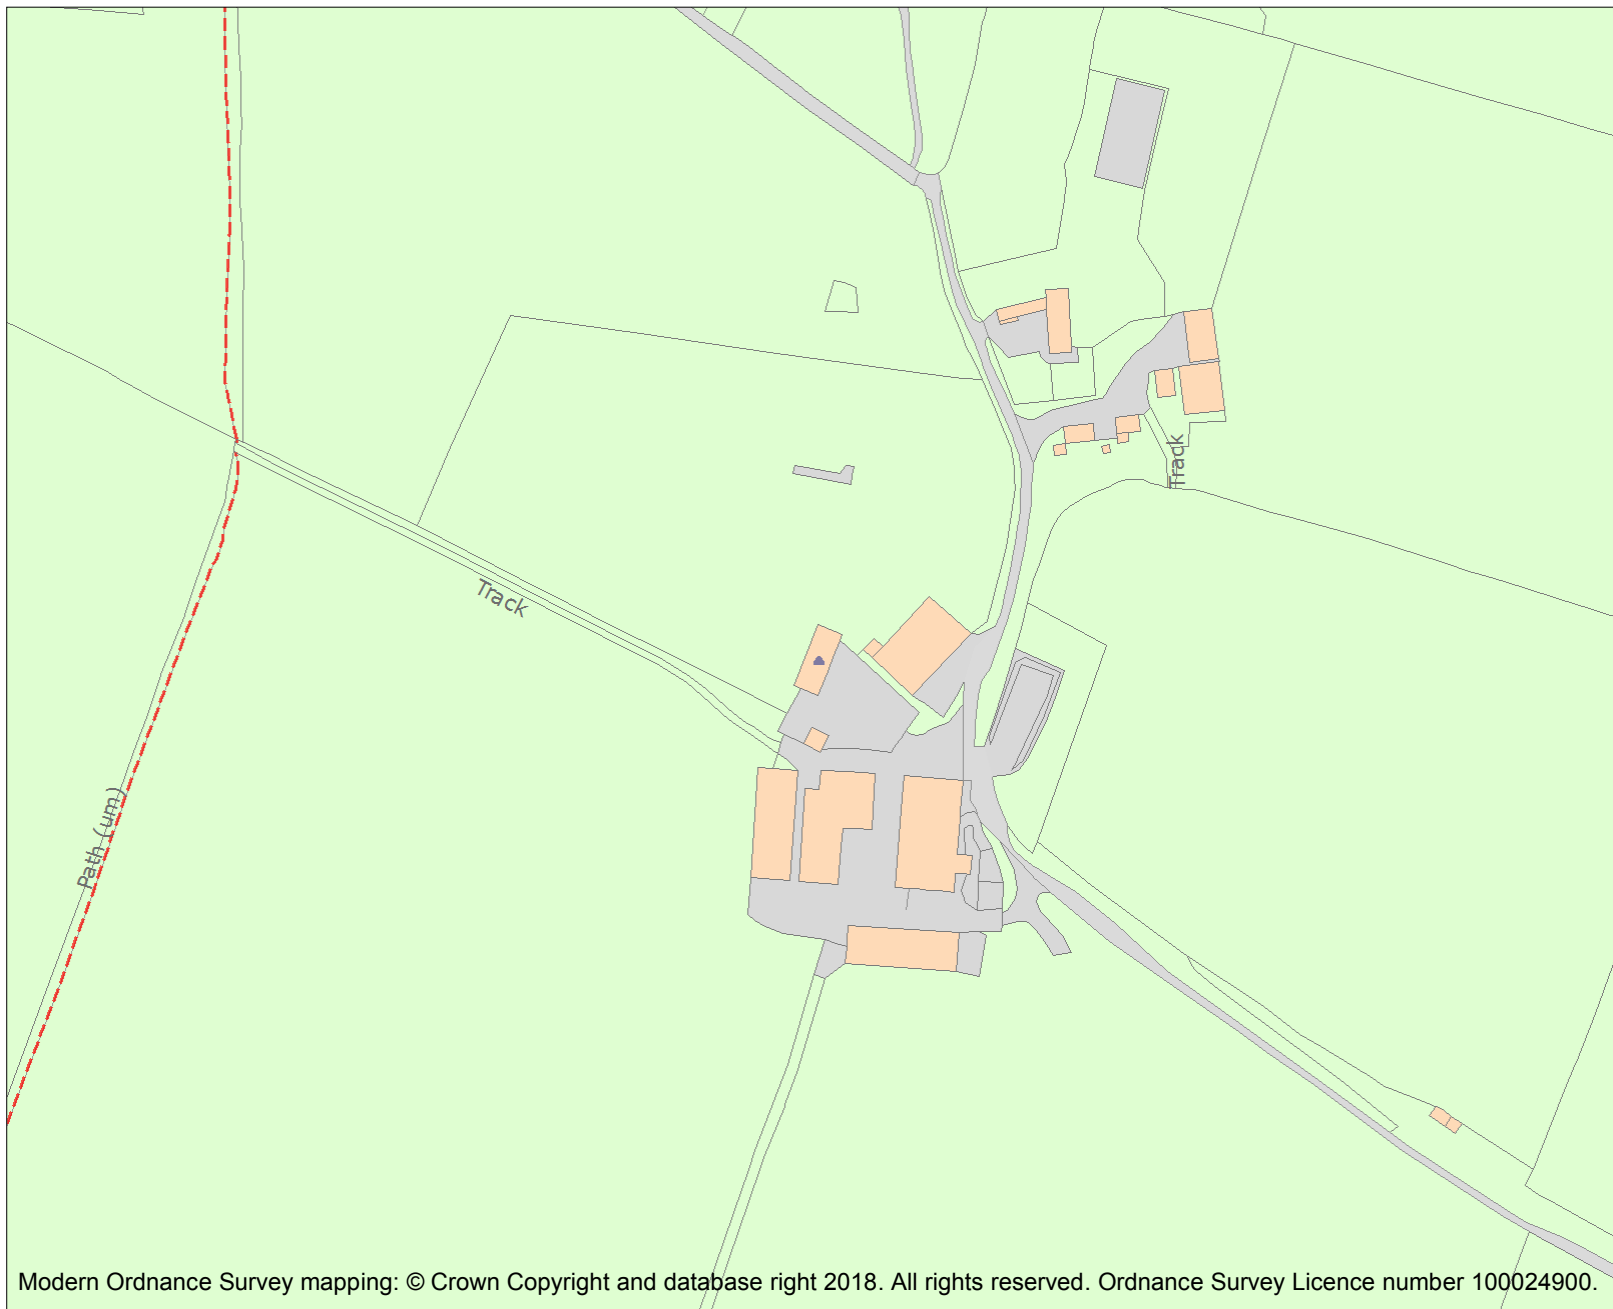 Track
Track
Path (um)
Modern Ordnance Survey mapping: © Crown Copyright and database right 2018. All rights reserved. Ordnance Survey Licence number 100024900.